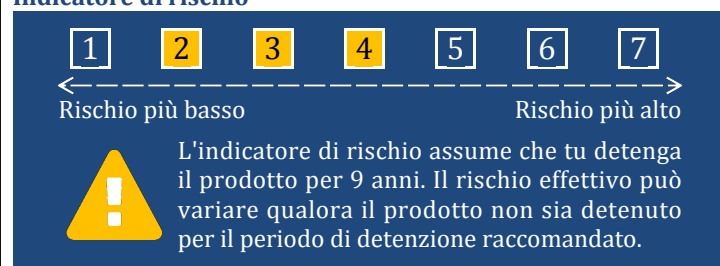 Indicatore di rischio
1 2 3 4 5 6 7
Rischio più basso Rischio più alto
L'indicatore di rischio assume che tu detenga
il prodotto per 9 anni. Il rischio effettivo può
variare qualora il prodotto non sia detenuto
per il periodo di detenzione raccomandato.